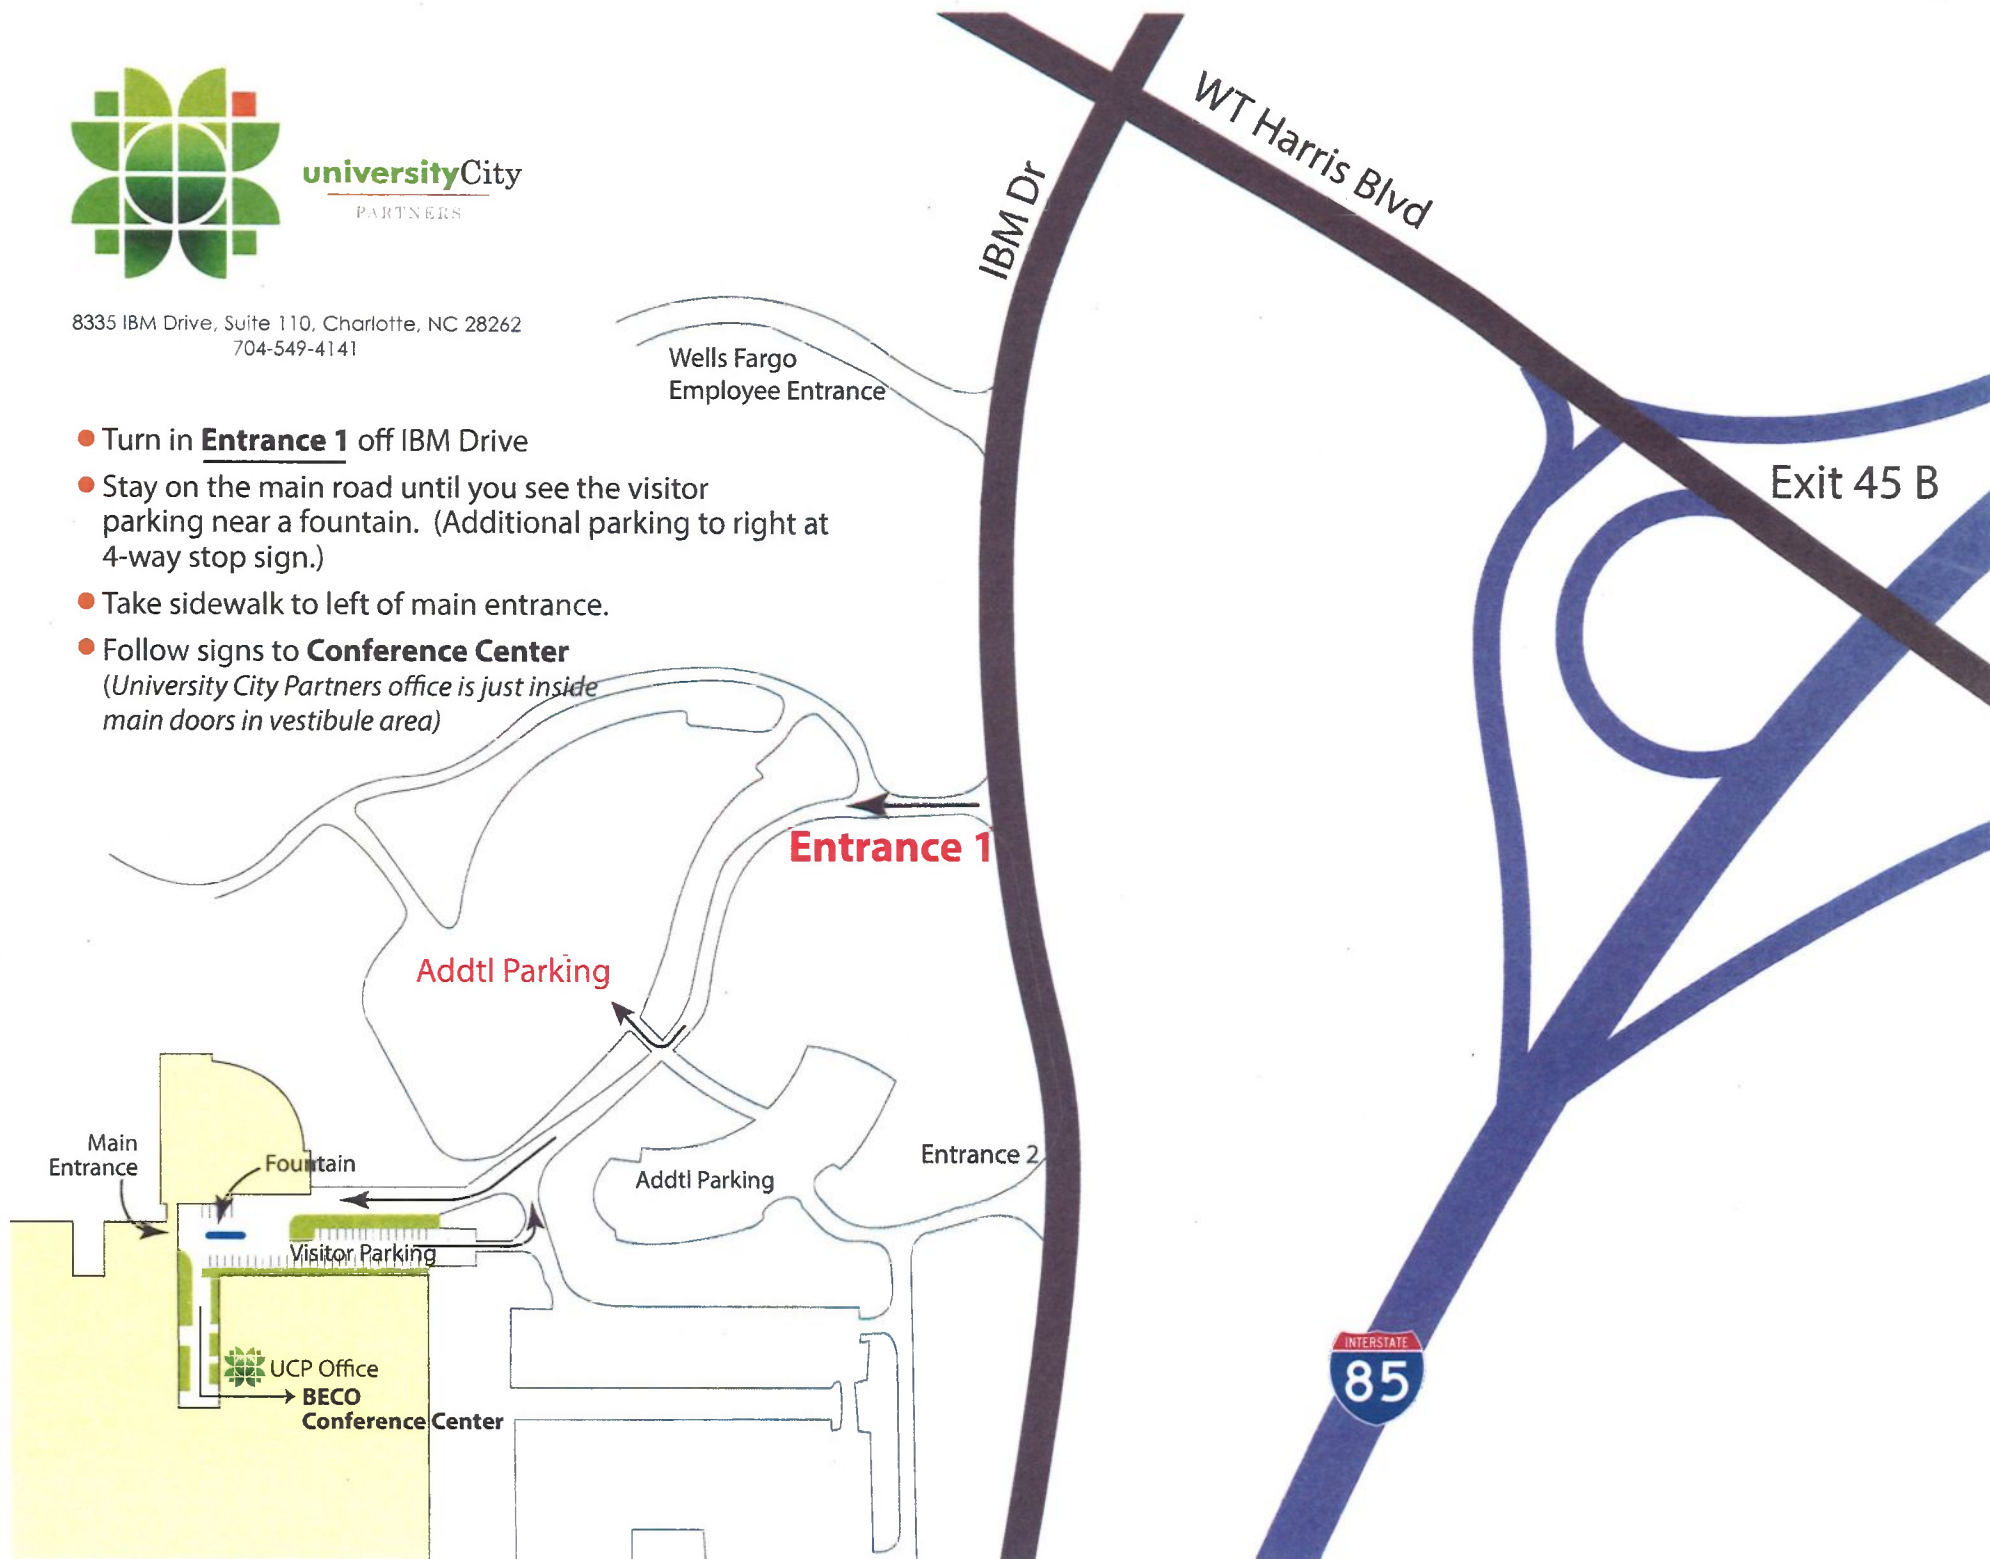 universityCity
PARTNERS
8335 IBM Drive, Suite 110, Charlotte, NC 28262
704-549-4141
Turn in Entrance 1 off IBM Drive
Stay on the main road until you see the visitor
parking near a fountain.  (Additional parking to right at
4-way stop sign.)
Take sidewalk to left of main entrance.
Follow signs to Conference Center
(University City Partners office is just inside
main doors in vestibule area)
WT Harris Blvd
IBM Dr
Wells Fargo
Employee Entrance
Exit 45 B
Entrance 1
Addtl Parking
Main
Entrance
Fountain
Entrance 2
Addtl Parking
Visitor Parking
UCP Office
BECO
Conference Center
INTERSTATE
85